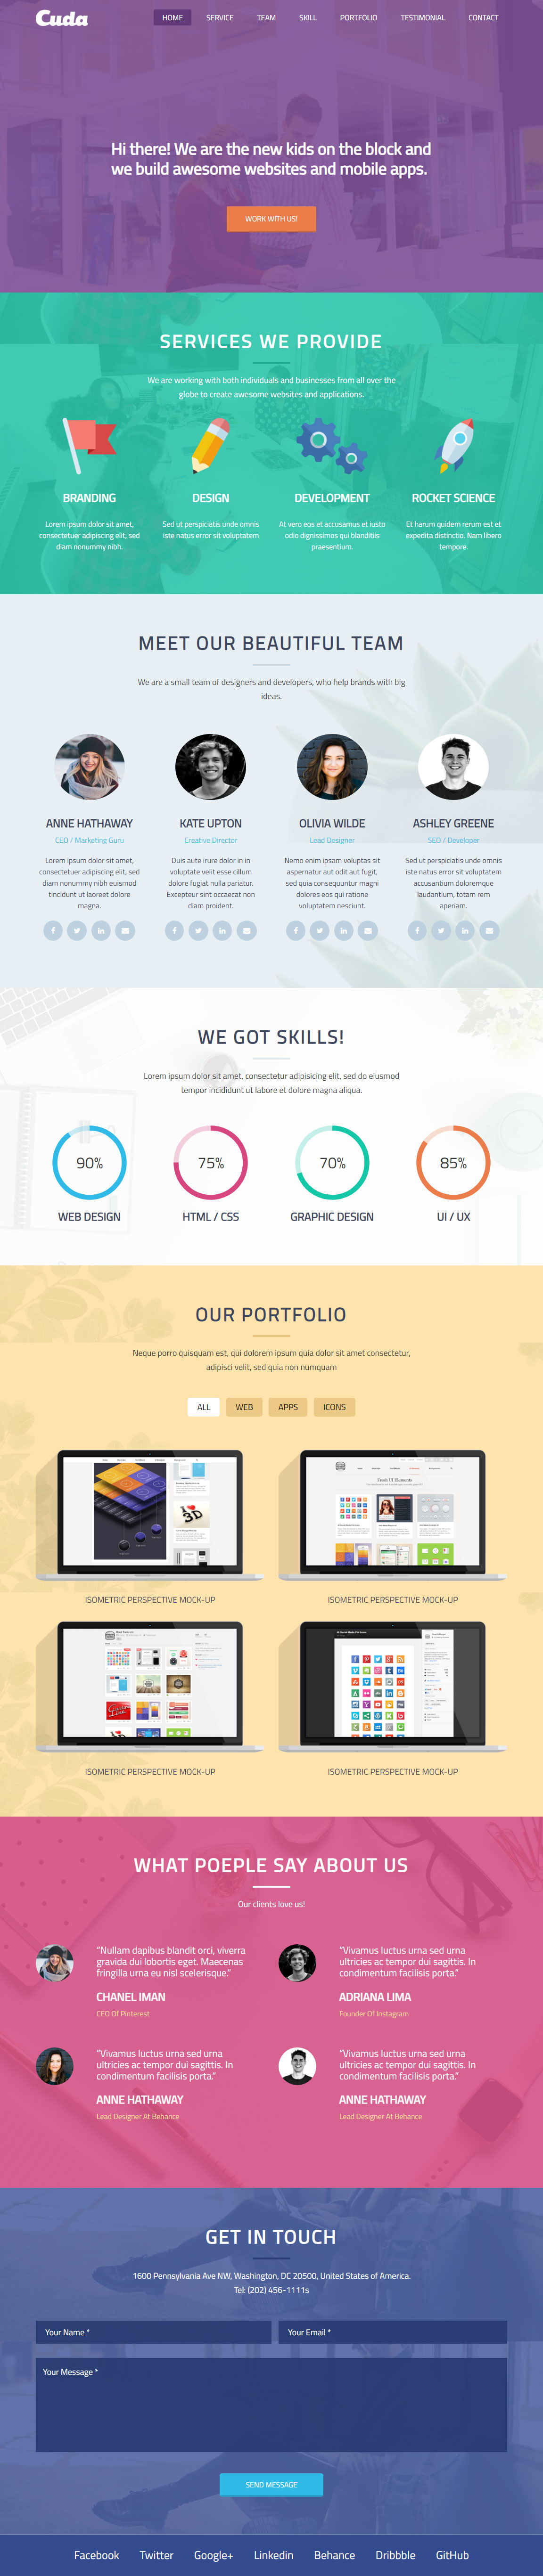 Cuda
HOME SERVICE TEAM SKILL PORTFOLIO TESTIMONIAL CONTACT
Hi there! We are the new kids on the block and
we build awesome websites and mobile apps.
WORK WITH US!
SERVICES WE PROVIDE
We are working with both individuals and businesses from all over the
globe to create awesome websites and applications.
BRANDING
Lorem ipsum dolor sit amet,
consectetuer adipiscing elit, sed
diam nonummy nibh.
DESIGN
Sed ut perspiciatis unde omnis
iste natus error sit voluptatem
DEVELOPMENT
At vero eos et accusamus et iusto
odio dignissimos qui blanditiis
praesentium.
ROCKET SCIENCE
Et harum quidem rerum est et
expedita distinctio. Nam libero
tempore.
MEET OUR BEAUTIFUL TEAM
We are a small team of designers and developers, who help brands with big
ideas.
ANNE HATHAWAY
CEO / Marketing Guru
Lorem ipsum dolor sit amet,
consectetuer adipiscing elit, sed
diam nonummy nibh euismod
tincidunt ut laoreet dolore
magna.
KATE UPTON
Creative Director
Duis aute irure dolor in in
voluptate velit esse cillum
dolore fugiat nulla pariatur.
Excepteur sint occaecat non
diam proident.
OLIVIA WILDE
Lead Designer
Nemo enim ipsam voluptas sit
aspernatur aut odit aut fugit,
sed quia consequuntur magni
dolores eos qui ratione
voluptatem nesciunt.
ASHLEY GREENE
SEO / Developer
Sed ut perspiciatis unde omnis
iste natus error sit voluptatem
accusantium doloremque
laudantium, totam rem
aperiam.
WE GOT SKILLS!
Lorem ipsum dolor sit amet, consectetur adipisicing elit, sed do eiusmod
tempor incididunt ut labore et dolore magna aliqua.
90% 75% 70% 85%
WEB DESIGN HTML / CSS GRAPHIC DESIGN UI / UX
OUR PORTFOLIO
Neque porro quisquam est, qui dolorem ipsum quia dolor sit amet consectetur,
adipisci velit, sed quia non numquam
ALL WEB APPS ICONS
I 3D
Fresh UI Elements
ISOMETRIC PERSPECTIVE MOCK-UP ISOMETRIC PERSPECTIVE MOCK-UP
ISOMETRIC PERSPECTIVE MOCK-UP ISOMETRIC PERSPECTIVE MOCK-UP
WHAT POEPLE SAY ABOUT US
Our clients love us!
“Nullam dapibus blandit orci, viverra
gravida dui lobortis eget. Maecenas
fringilla urna eu nisl scelerisque.”
CHANEL IMAN
CEO Of Pinterest
“Vivamus luctus urna sed urna
ultricies ac tempor dui sagittis. In
condimentum facilisis porta.”
ADRIANA LIMA
Founder Of Instagram
“Vivamus luctus urna sed urna
ultricies ac tempor dui sagittis. In
condimentum facilisis porta.”
ANNE HATHAWAY
Lead Designer At Behance
“Vivamus luctus urna sed urna
ultricies ac tempor dui sagittis. In
condimentum facilisis porta.”
ANNE HATHAWAY
Lead Designer At Behance
GET IN TOUCH
1600 Pennsylvania Ave NW, Washington, DC 20500, United States of America.
Tel: (202) 456-1111s
Your Name * Your Email *
Your Message *
SEND MESSAGE
Facebook Twitter Google+ Linkedin Behance Dribbble GitHub